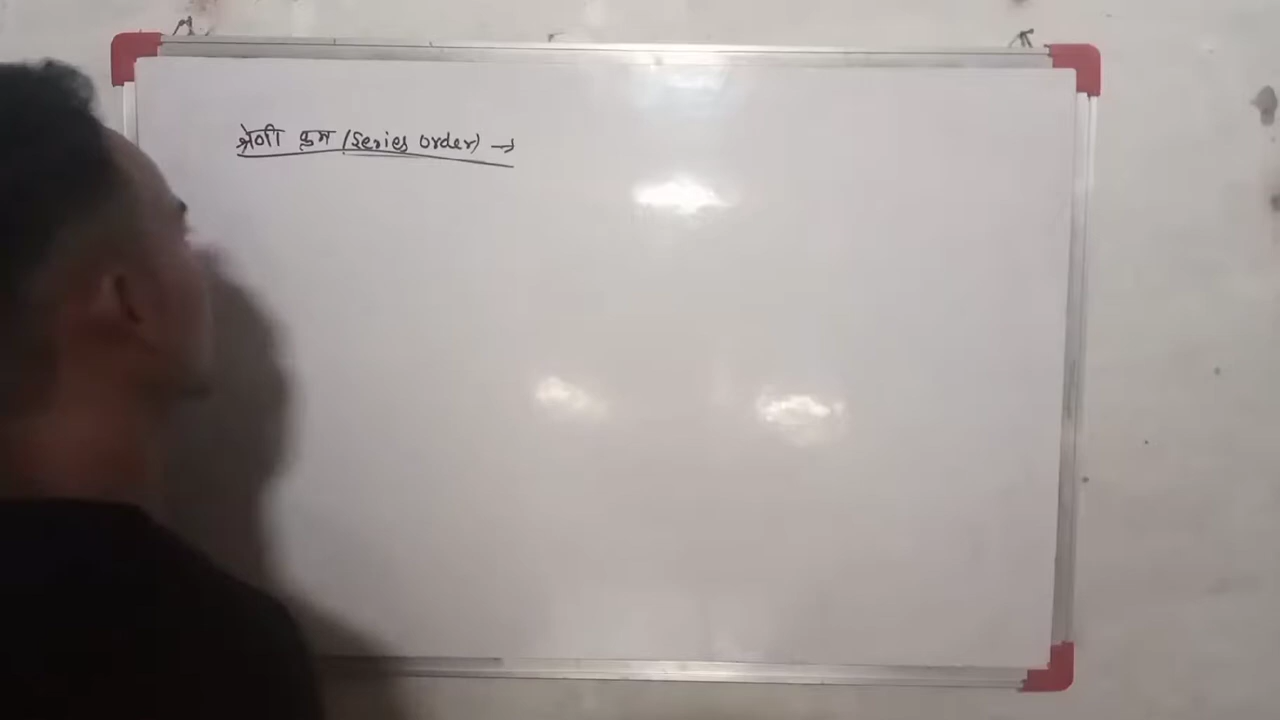 श्रेणी क्रम (Series order) →